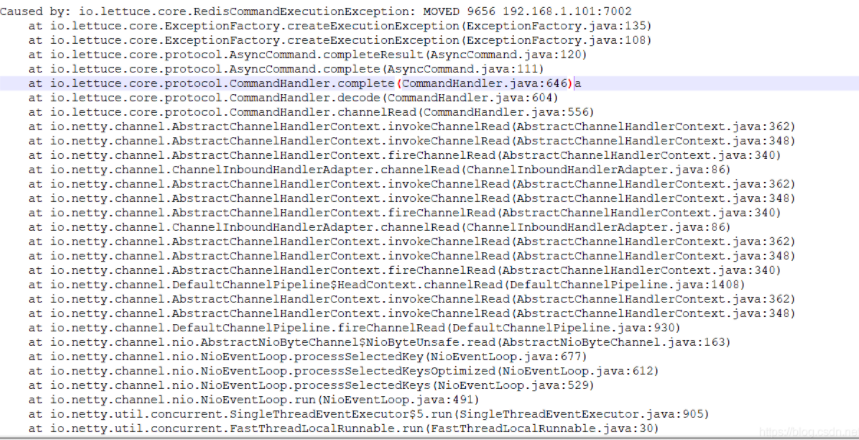 Caused by: io.lettuce.core.RedisCommandExecutionException: MOVED 9656 192.168.1.101:7002
at io.lettuce.core.ExceptionFactory.createExecutionException(ExceptionFactory.java:135)
at io.lettuce.core.ExceptionFactory.createExecutionException(ExceptionFactory.java:108)
at io.lettuce.core.protocol.AsyncCommand.completeResult(AsyncCommand.java:120)
at io.lettuce.core.protocol.AsyncCommand.complete(AsyncCommand.java:111)
at io.lettuce.core.protocol.CommandHandler.complete(CommandHandler.java:646)a
at io.lettuce.core.protocol.CommandHandler.decode(CommandHandler.java:604)
at io.lettuce.core.protocol.CommandHandler.channelRead(CommandHandler.java:556)
at io.netty.channel.AbstractChannelHandlerContext.invokeChannelRead(AbstractChannelHandlerContext.java:362)
at io.netty.channel.AbstractChannelHandlerContext.invokeChannelRead(AbstractChannelHandlerContext.java:348)
at io.netty.channel.AbstractChannelHandlerContext.fireChannelRead(AbstractChannelHandlerContext.java:340)
at io.netty.channel.ChannelInboundHandlerAdapter.channelRead(ChannelInboundHandlerAdapter.java:86)
at io.netty.channel.AbstractChannelHandlerContext.invokeChannelRead(AbstractChannelHandlerContext.java:362)
at io.netty.channel.AbstractChannelHandlerContext.invokeChannelRead(AbstractChannelHandlerContext.java:348)
at io.netty.channel.AbstractChannelHandlerContext.fireChannelRead(AbstractChannelHandlerContext.java:340)
at io.netty.channel.ChannelInboundHandlerAdapter.channelRead(ChannelInboundHandlerAdapter.java:86)
at io.netty.channel.AbstractChannelHandlerContext.invokeChannelRead(AbstractChannelHandlerContext.java:362)
at io.netty.channel.AbstractChannelHandlerContext.invokeChannelRead(AbstractChannelHandlerContext.java:348)
at io.netty.channel.AbstractChannelHandlerContext.fireChannelRead(AbstractChannelHandlerContext.java:340)
at io.netty.channel.DefaultChannelPipeline$HeadContext.channelRead(DefaultChannelPipeline.java:1408)
at io.netty.channel.AbstractChannelHandlerContext.invokeChannelRead(AbstractChannelHandlerContext.java:362)
at io.netty.channel.AbstractChannelHandlerContext.invokeChannelRead(AbstractChannelHandlerContext.java:348)
at io.netty.channel.DefaultChannelPipeline.fireChannelRead(DefaultChannelPipeline.java:930)
at io.netty.channel.nio.AbstractNioByteChannel$NioByteUnsafe.read(AbstractNioByteChannel.java:163)
at io.netty.channel.nio.NioEventLoop.processSelectedKey(NioEventLoop.java:677)
at io.netty.channel.nio.NioEventLoop.processSelectedKeysOptimized(NioEventLoop.java:612)
at io.netty.channel.nio.NioEventLoop.processSelectedKeys(NioEventLoop.java:529)
at io.netty.channel.nio.NioEventLoop.run(NioEventLoop.java:491)
at io.netty.util.concurrent.SingleThreadEventExecutor$5.run(SingleThreadEventExecutor.java:905)
at io.netty.util.concurrent.FastThreadLocalRunnable.run(FastThreadLocalRunnable.java:30)